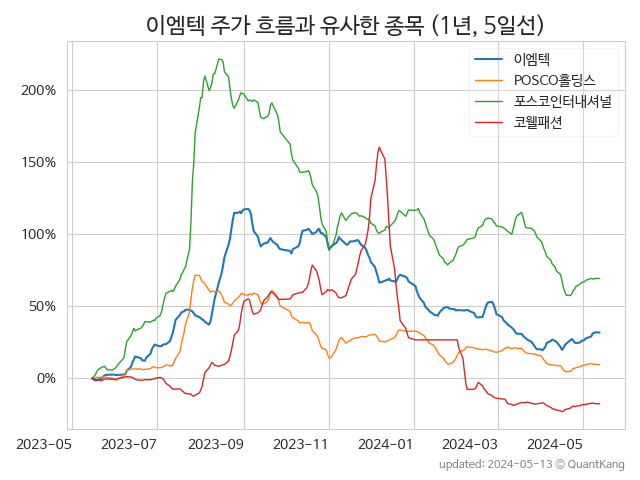 이엠텍 주가 흐름과 유사한 종목 (1년, 5일선)
이엠텍
POSCO홀딩스
포스코인터내셔널
코웰패션
200%
150%
100%
50%
0%
2023-05 2023-07 2023-09 2023-11 2024-01 2024-03 2024-05
updated: 2024-05-13 © QuantKang